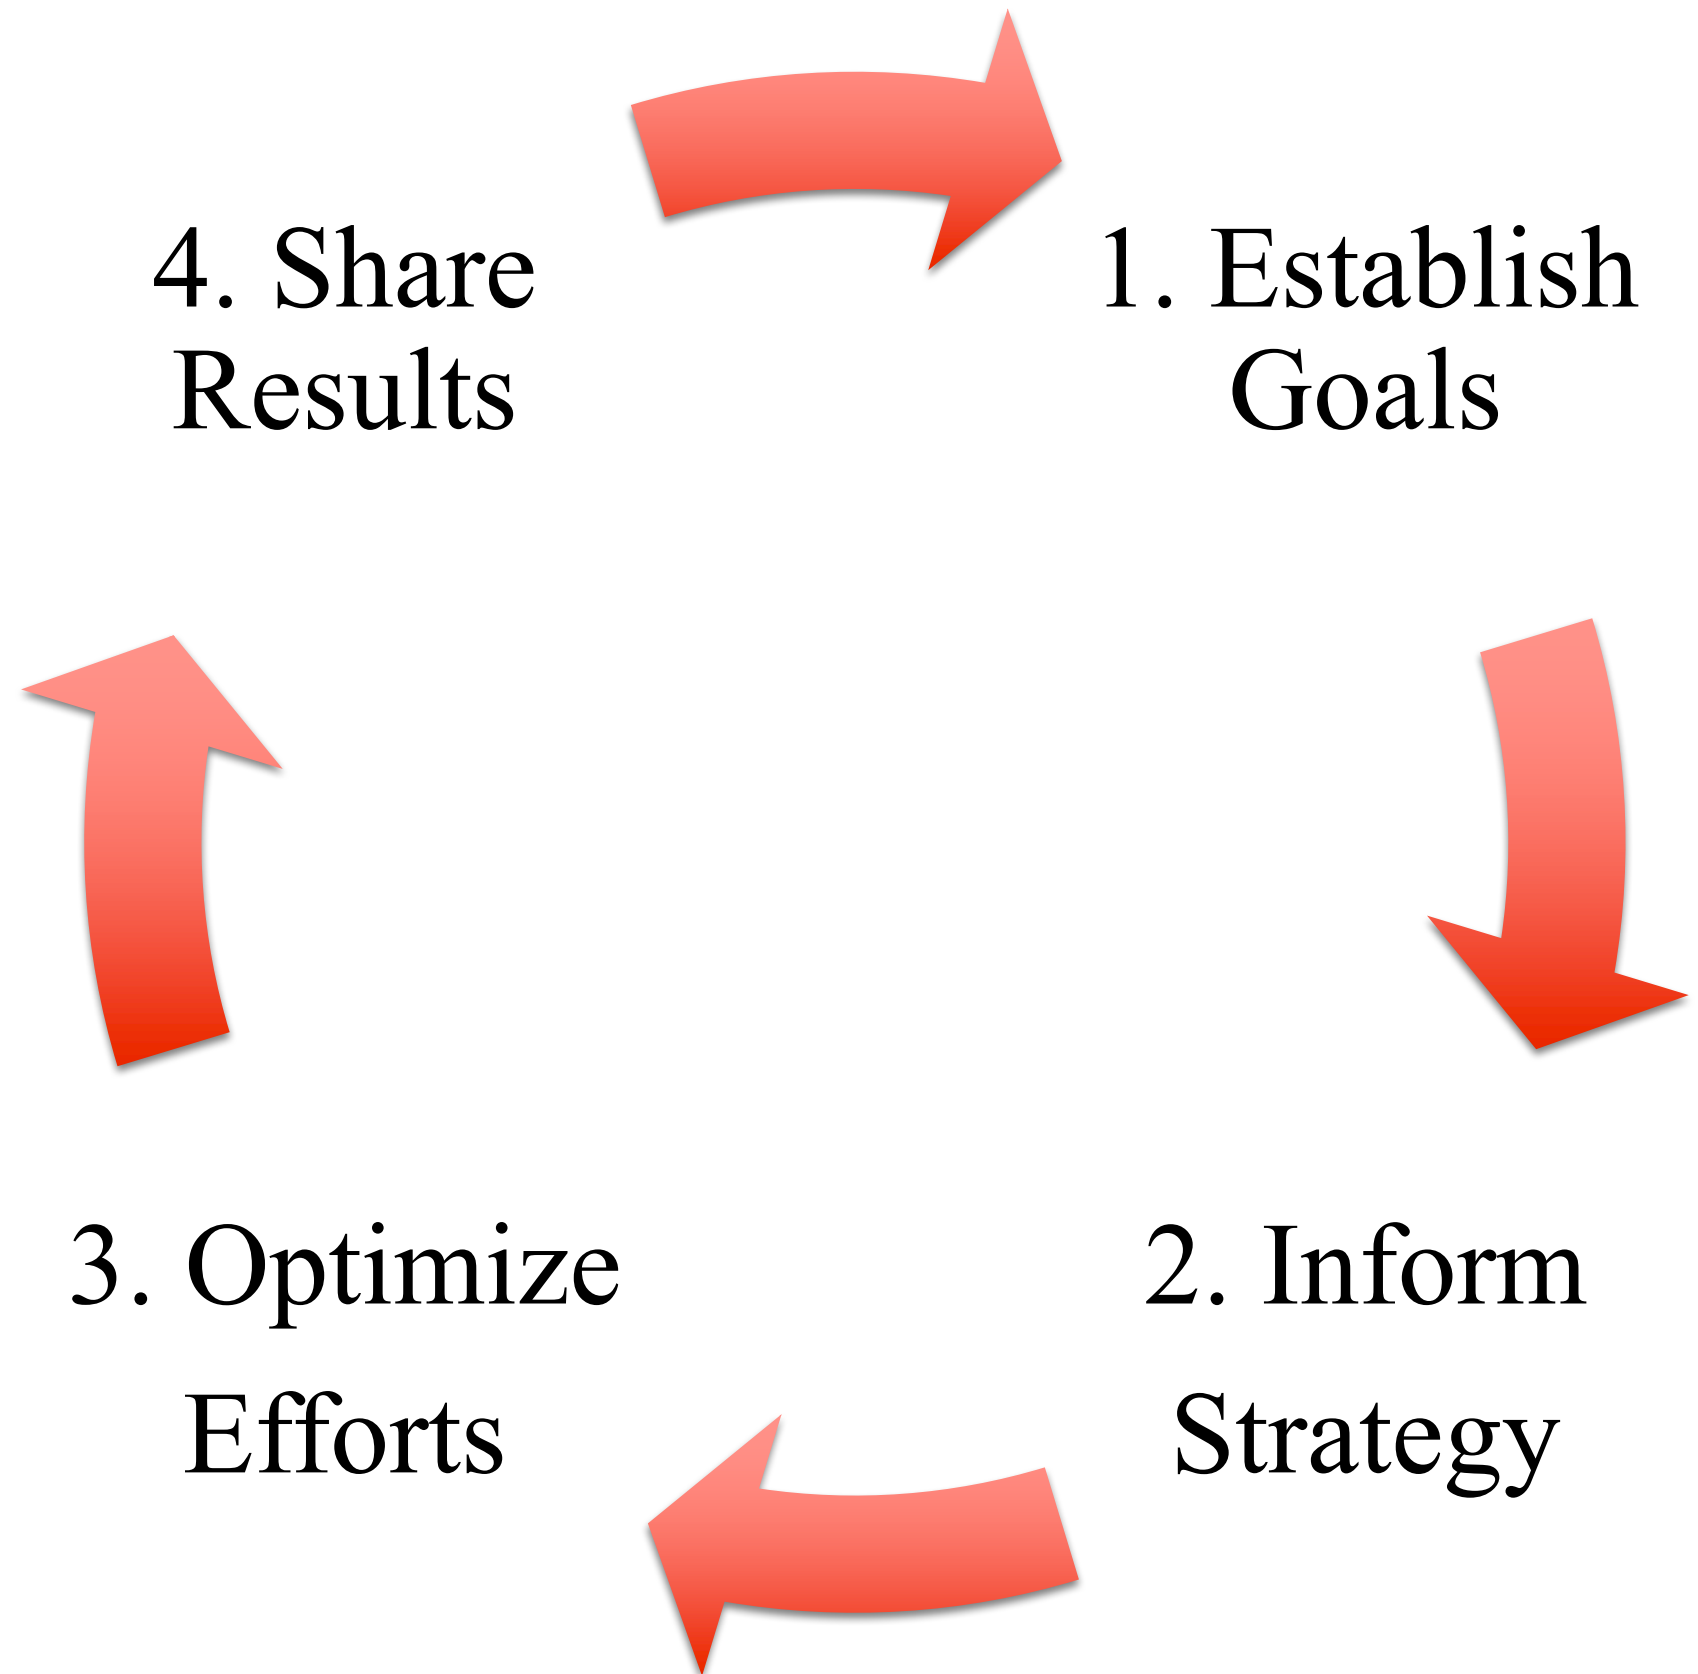 4. Share
Results
1. Establish
Goals
3. Optimize
Efforts
2. Inform
Strategy